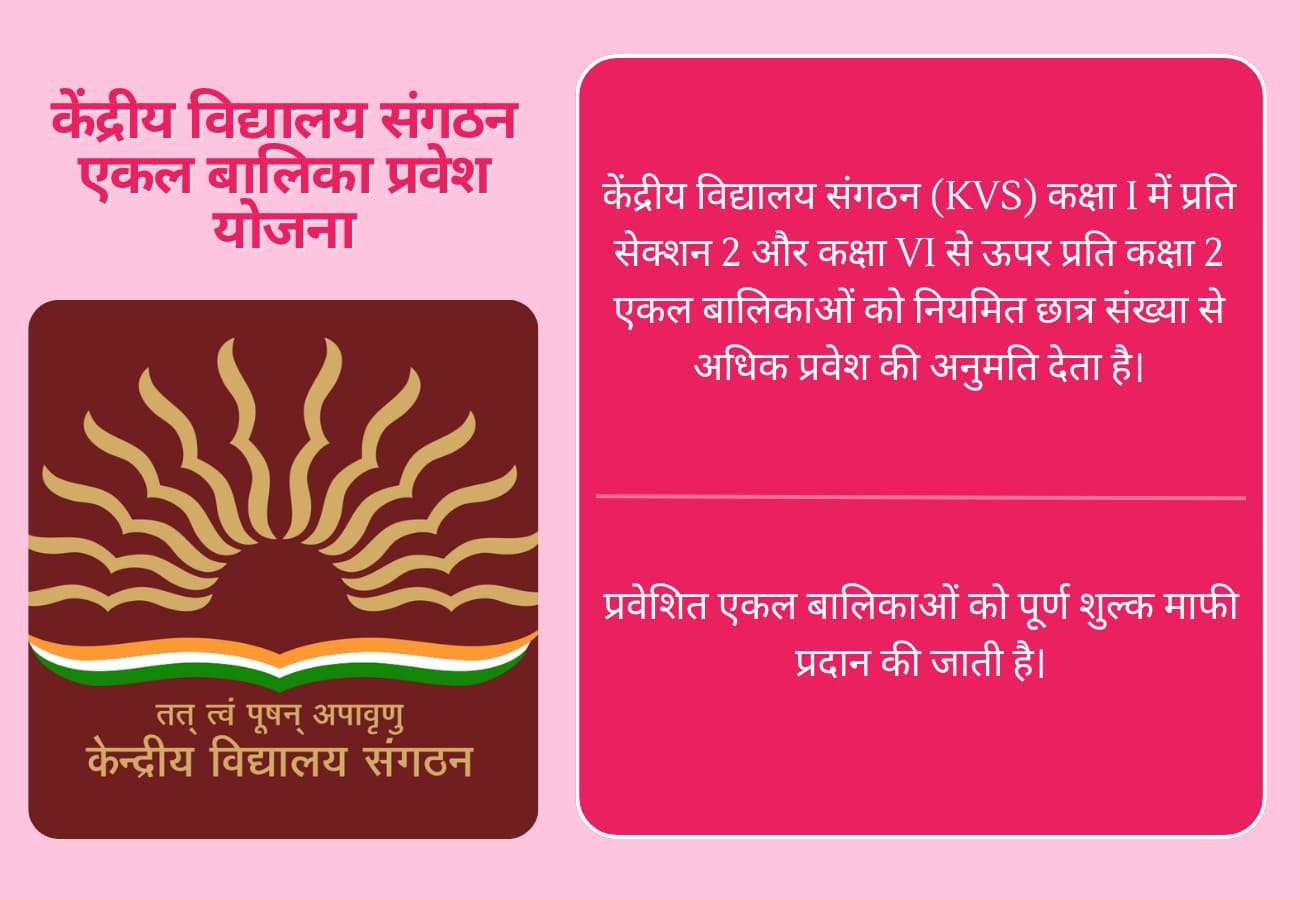 केंद्रीय विद्यालय संगठन
एकल बालिका प्रवेश
योजना
तत् त्वं पूषन् अपावृणु
केन्द्रीय विद्यालय संगठन
केंद्रीय विद्यालय संगठन (KVS) कक्षा I में प्रति
सेक्शन 2 और कक्षा VI से ऊपर प्रति कक्षा 2
एकल बालिकाओं को नियमित छात्र संख्या से
अधिक प्रवेश की अनुमति देता है।
प्रवेशित एकल बालिकाओं को पूर्ण शुल्क माफी
प्रदान की जाती है।